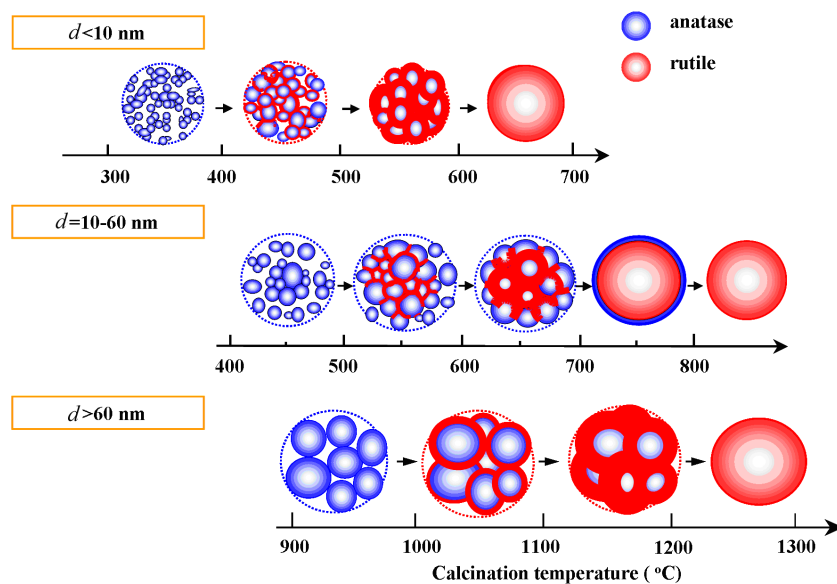 d<10 nm
anatase
rutile
300 400 500 600 700
d=10-60 nm
400 500 600 700 800
d>60 nm
900 1000 1100 1200 1300
Calcination temperature ( °C)